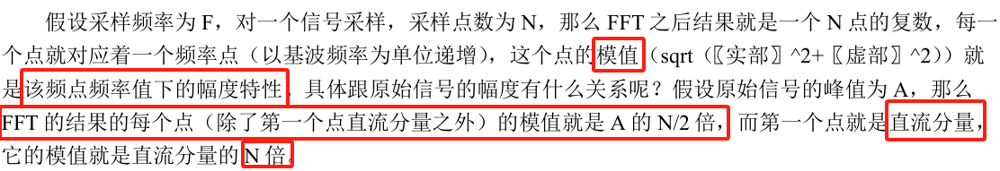 假设采样频率为 F，对一个信号采样，采样点数为 N，那么 FFT 之后结果就是一个 N 点的复数，每一
个点就对应着一个频率点（以基波频率为单位递增），这个点的模值（sqrt（〖实部〗^2+〖虚部〗^2））就
是该频点频率值下的幅度特性。具体跟原始信号的幅度有什么关系呢？假设原始信号的峰值为 A，那么
FFT 的结果的每个点（除了第一个点直流分量之外）的模值就是 A 的 N/2 倍，而第一个点就是直流分量，
它的模值就是直流分量的 N 倍。